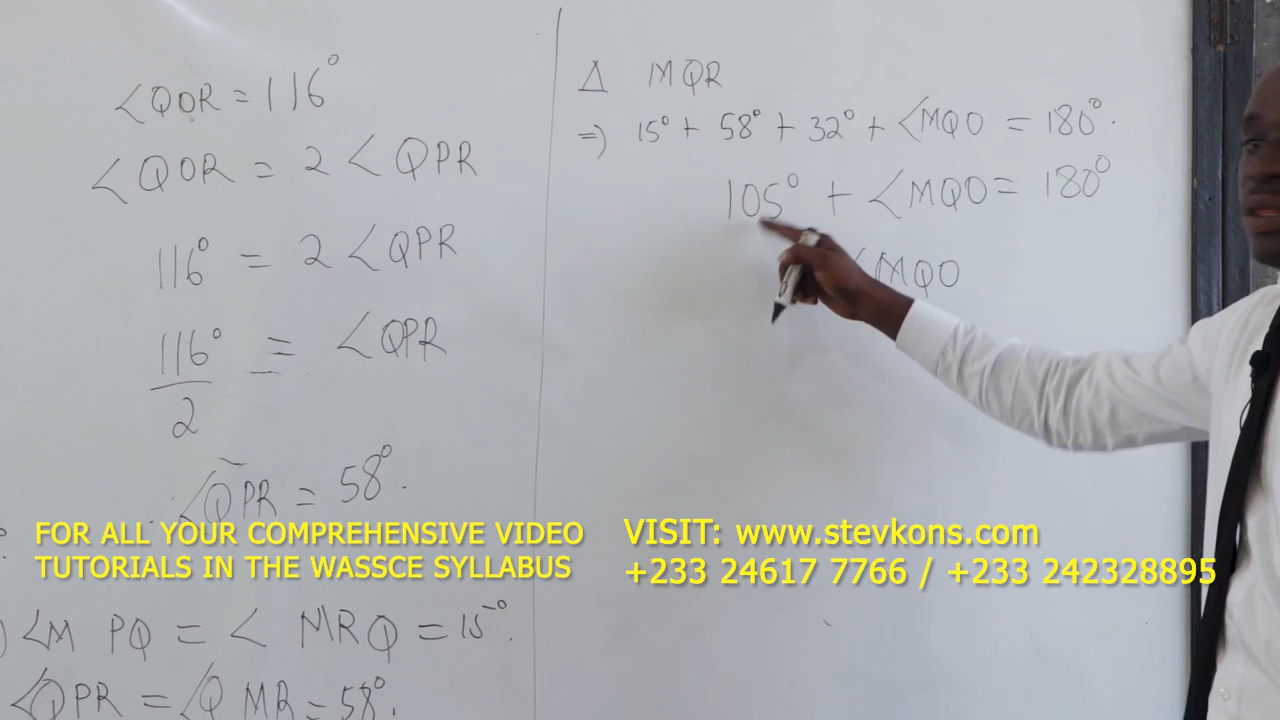 ∠QOR = 116°
∠QOR = 2 ∠QPR
116° = 2 ∠QPR
116°/2 = ∠QPR
∠QPR = 58°.
∠M PQ = ∠ MRQ = 15°.
∠QPR = ∠Q MR = 58°.
Δ MQR
⇒) 15° + 58° + 32° + ∠MQO = 180°.
105° + ∠MQO = 180°
∠MQO
FOR ALL YOUR COMPREHENSIVE VIDEO
TUTORIALS IN THE WASSCE SYLLABUS
VISIT: www.stevkons.com
+233 24617 7766 / +233 242328895